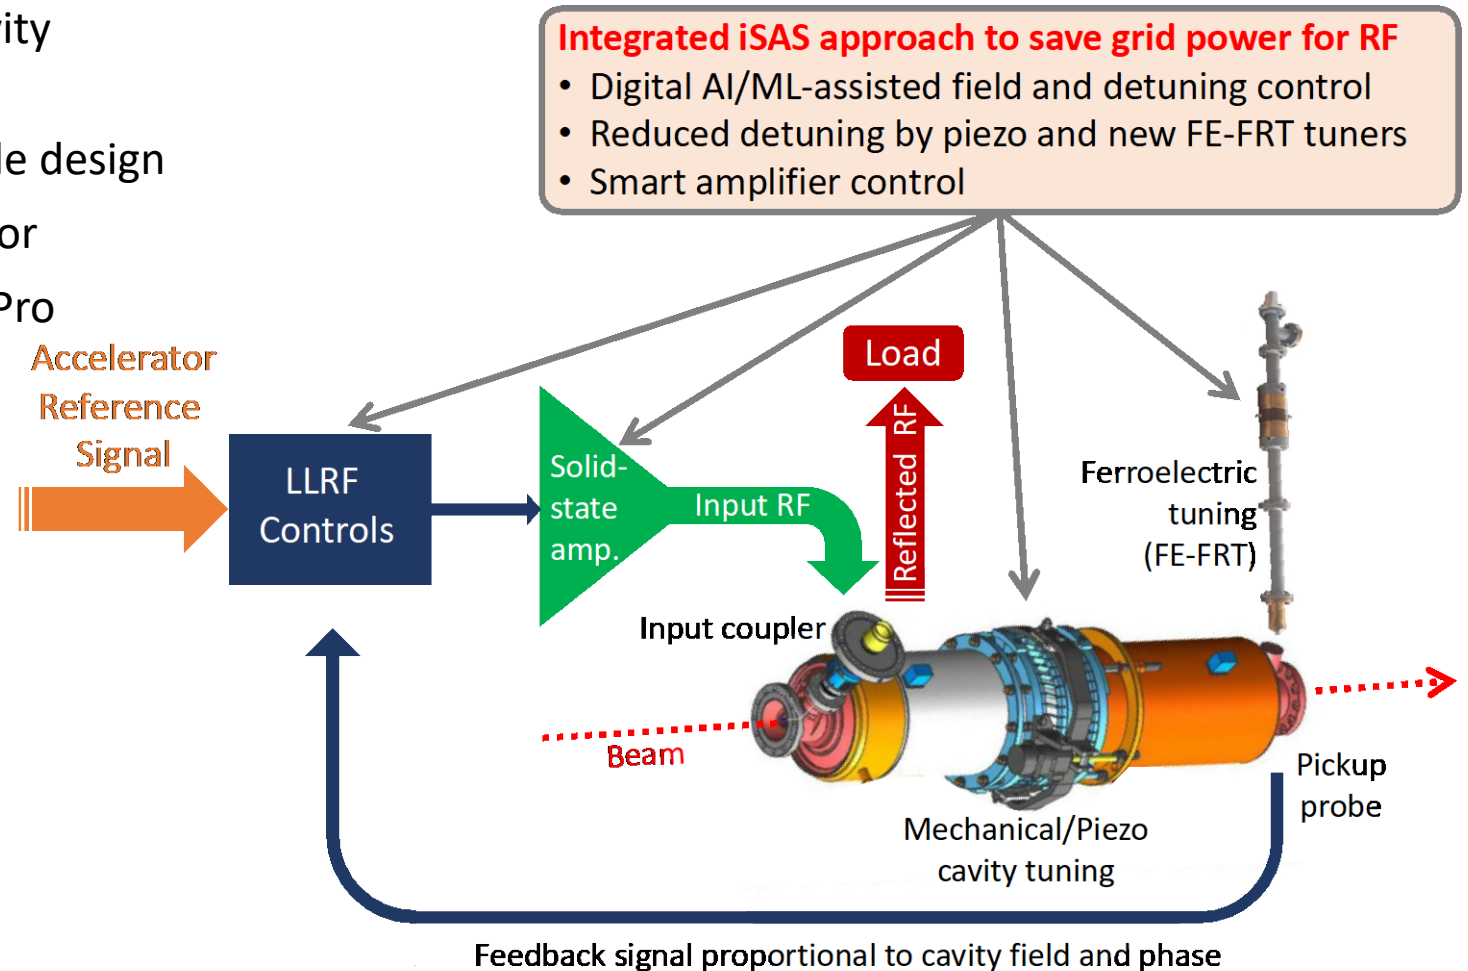 vity
le design
or
Pro
Integrated iSAS approach to save grid power for RF
• Digital AI/ML-assisted field and detuning control
• Reduced detuning by piezo and new FE-FRT tuners
• Smart amplifier control
Accelerator
Reference
Signal
LLRF
Controls
Solid-
state
amp.
Input RF
Load
Reflected RF
Ferroelectric
tuning
(FE-FRT)
Input coupler
Beam
Pickup
probe
Mechanical/Piezo
cavity tuning
Feedback signal proportional to cavity field and phase